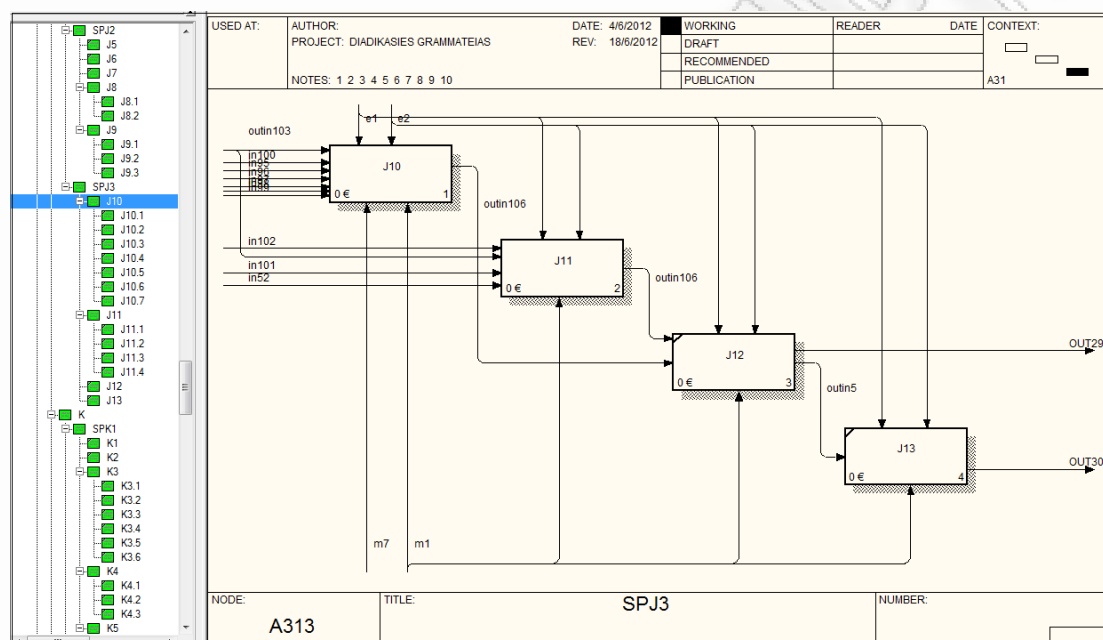 SPJ2
J5
J6
J7
J8
J8.1
J8.2
J9
J9.1
J9.2
J9.3
SPJ3
J10
J10.1
J10.2
J10.3
J10.4
J10.5
J10.6
J10.7
J11
J11.1
J11.2
J11.3
J11.4
J12
J13
K
SPK1
K1
K2
K3
K3.1
K3.2
K3.3
K3.4
K3.5
K3.6
K4
K4.1
K4.2
K4.3
K5
USED AT:
AUTHOR:
DATE: 4/6/2012
PROJECT: DIADIKASIES GRAMMATEIAS
REV: 18/6/2012
NOTES: 1 2 3 4 5 6 7 8 9 10
WORKING
DRAFT
RECOMMENDED
PUBLICATION
READER
DATE
CONTEXT:
A31
e1
e2
outin103
in100
in95
in96
in99
J10
0 €
1
outin106
in102
in101
in52
J11
0 €
2
outin106
J12
0 €
3
OUT29
outin5
J13
0 €
4
OUT30
m7
m1
NODE:
A313
TITLE:
SPJ3
NUMBER: